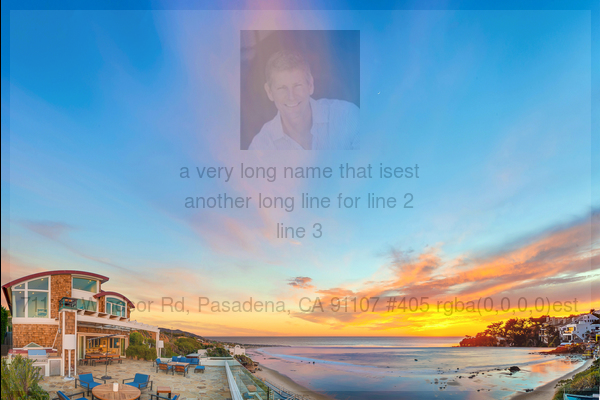 a very long name that isest
another long line for line 2
line 3
or Rd, Pasadena, CA 91107 #405 rgba(0,0,0,0)est